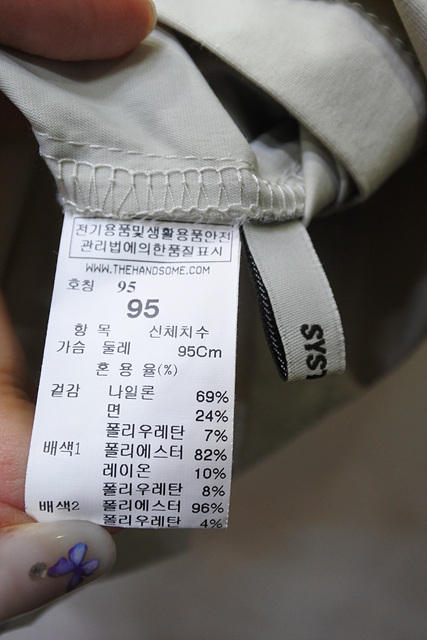 전기용품및생활용품안전
관리법에의한품질표시
WWW.THEHANDSOME.COM
호칭 95
95
항 목 신체치수
가슴 둘레 95Cm
혼 용 율(%)
겉감 나일론 69%
면 24%
폴리우레탄 7%
배색1 폴리에스터 82%
레이온 10%
폴리우레탄 8%
배색2 폴리에스터 96%
폴리우레탄 4%
SYST